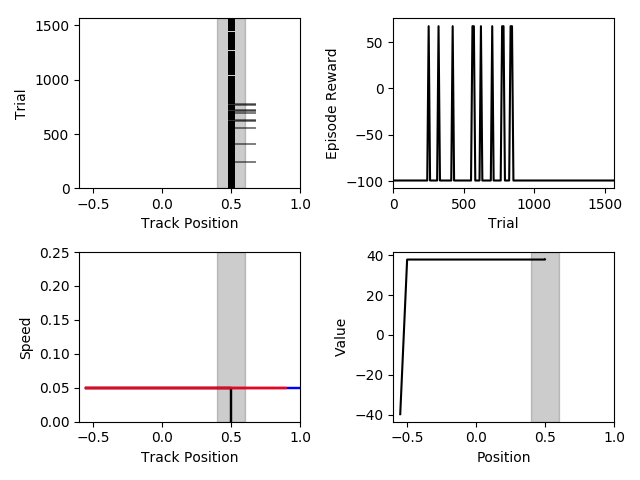 1500
1000
500
0
Trial
−0.5 0.0 0.5 1.0
Track Position
50
0
−50
−100
Episode Reward
0 500 1000 1500
Trial
0.25
0.20
0.15
0.10
0.05
0.00
Speed
−0.5 0.0 0.5 1.0
Track Position
40
20
0
−20
−40
Value
−0.5 0.0 0.5 1.0
Position